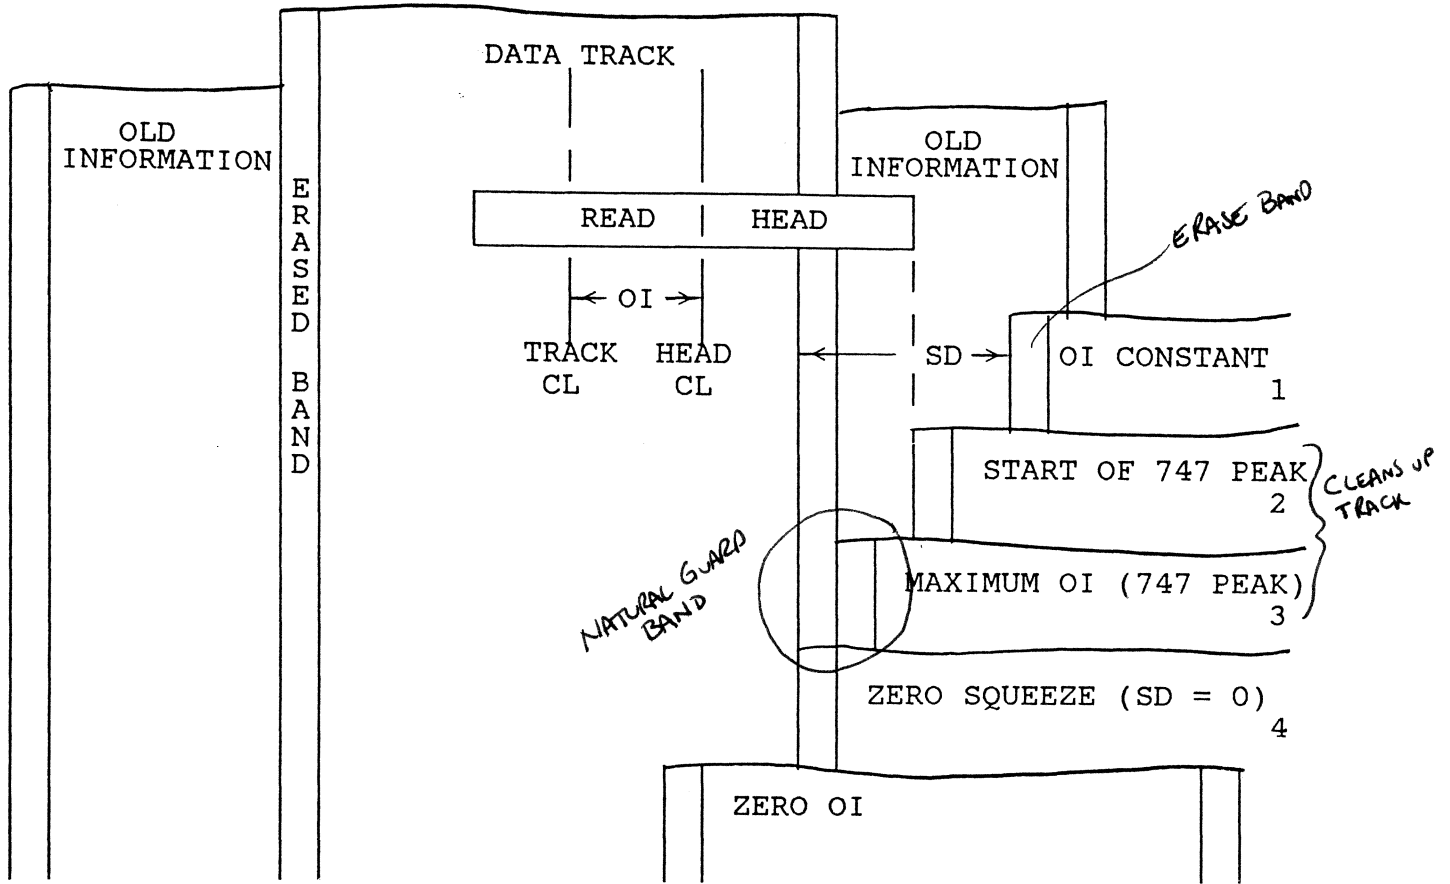 DATA TRACK
OLD
INFORMATION
OLD
INFORMATION
ERASED BAND
READ HEAD
ERASE BAND
OI
TRACK
CL
HEAD
CL
SD
OI CONSTANT
1
START OF 747 PEAK
2
CLEANS UP
TRACK
NATURAL GUARD
BAND
MAXIMUM OI (747 PEAK)
3
ZERO SQUEEZE (SD = 0)
4
ZERO OI